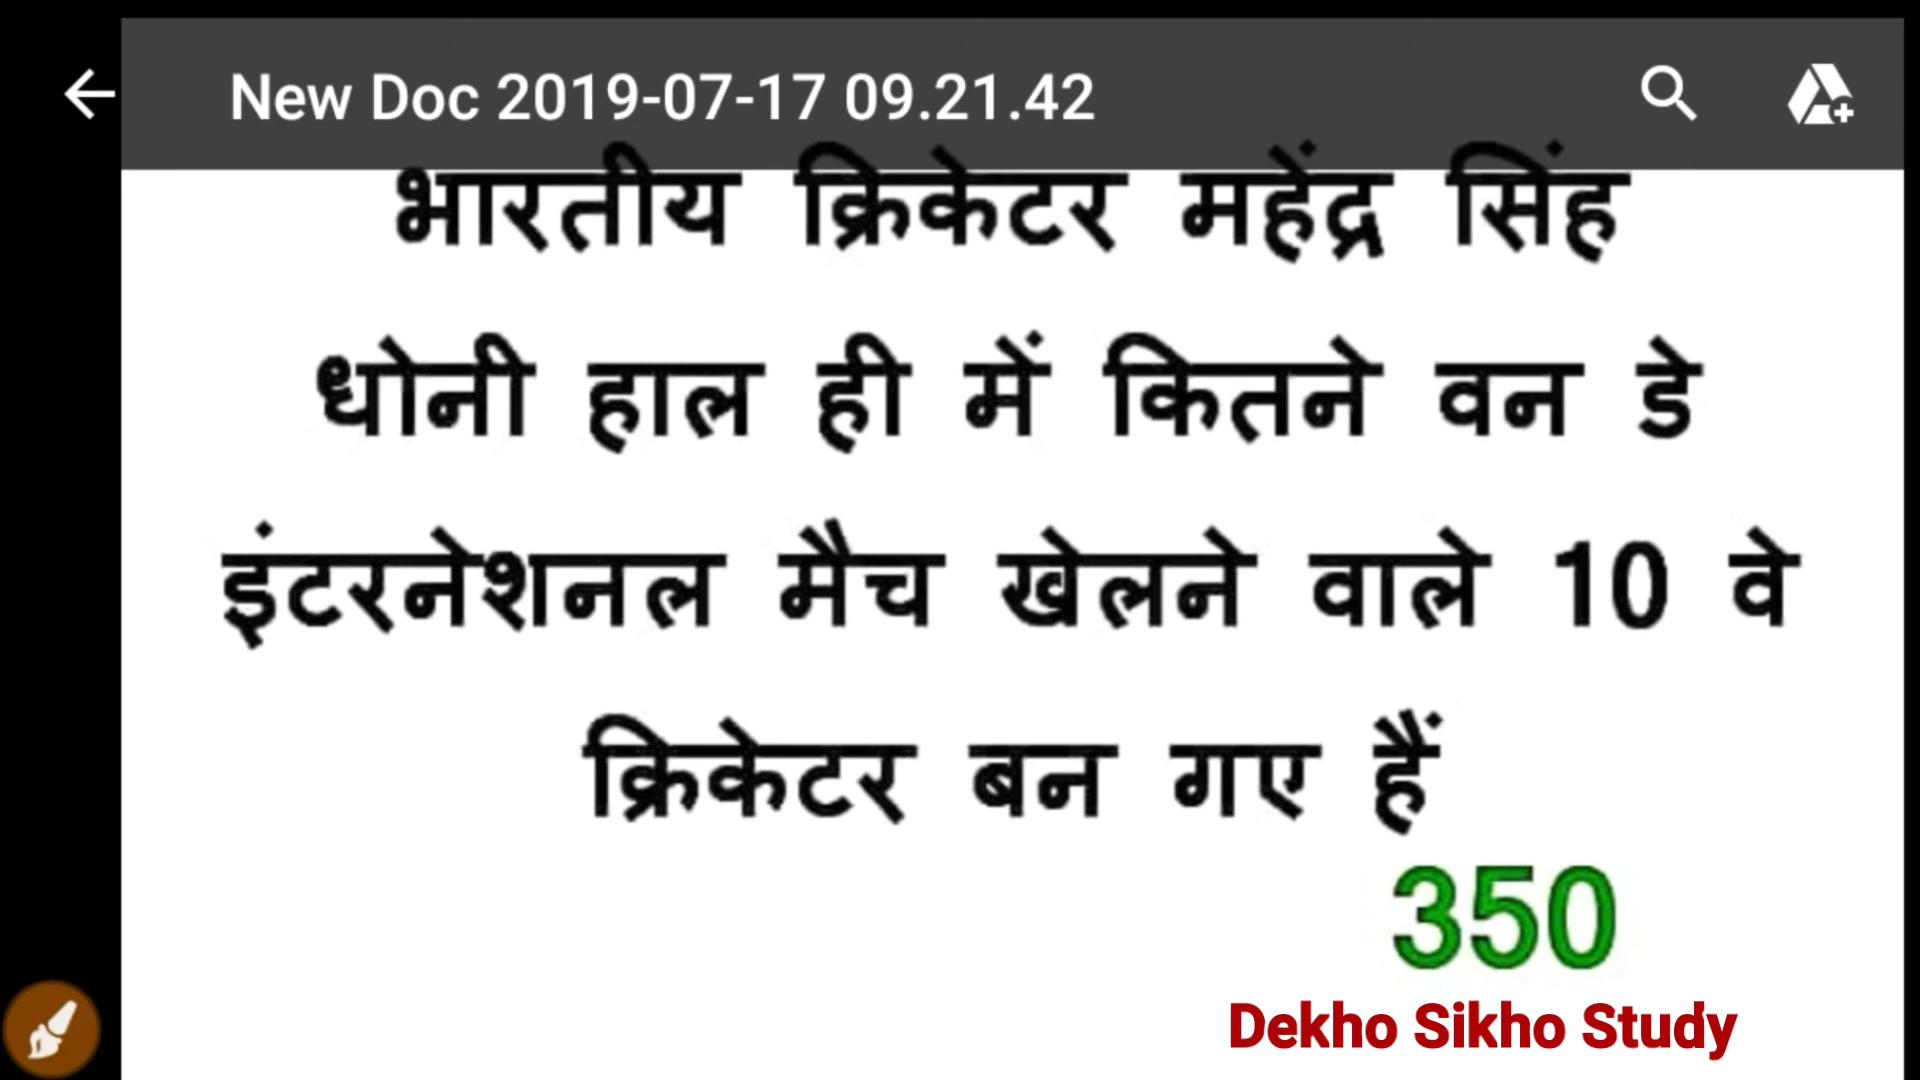 New Doc 2019-07-17 09.21.42
भारतीय क्रिकेटर महेंद्र सिंह
धोनी हाल ही में कितने वन डे
इंटरनेशनल मैच खेलने वाले 10 वे
क्रिकेटर बन गए हैं
350
Dekho Sikho Study